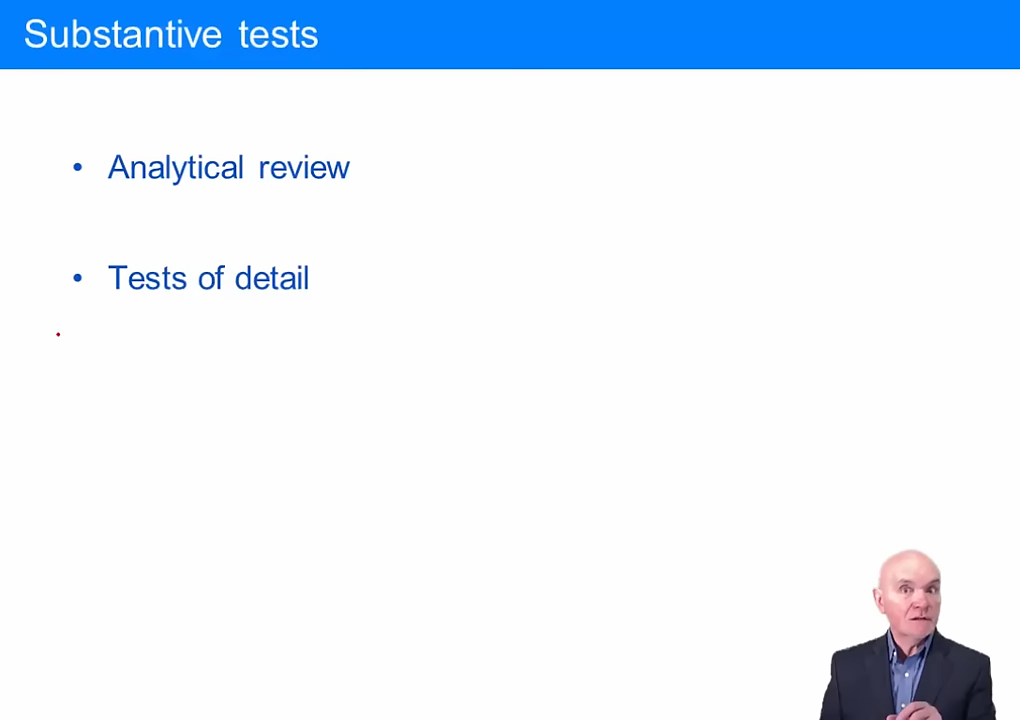 Substantive tests
• Analytical review
• Tests of detail